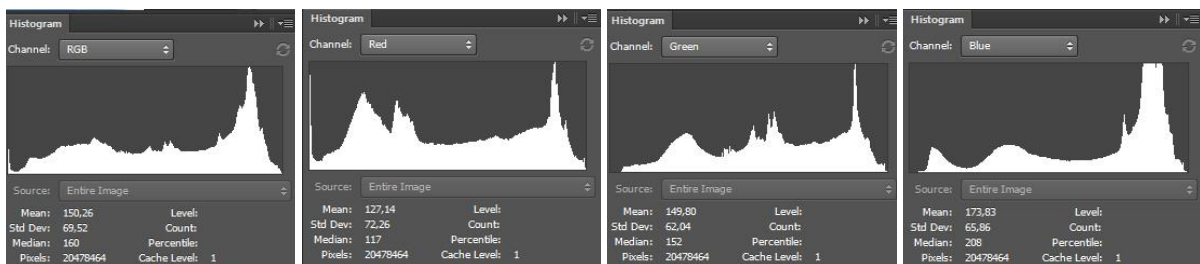 Histogram
Channel: RGB
Source: Entire Image
Mean: 150,26 Level:
Std Dev: 69,52 Count:
Median: 160 Percentile:
Pixels: 20478464 Cache Level: 1
Histogram
Channel: Red
Source: Entire Image
Mean: 127,14 Level:
Std Dev: 72,26 Count:
Median: 117 Percentile:
Pixels: 20478464 Cache Level: 1
Histogram
Channel: Green
Source: Entire Image
Mean: 149,80 Level:
Std Dev: 62,04 Count:
Median: 152 Percentile:
Pixels: 20478464 Cache Level: 1
Histogram
Channel: Blue
Source: Entire Image
Mean: 173,83 Level:
Std Dev: 65,86 Count:
Median: 208 Percentile:
Pixels: 20478464 Cache Level: 1